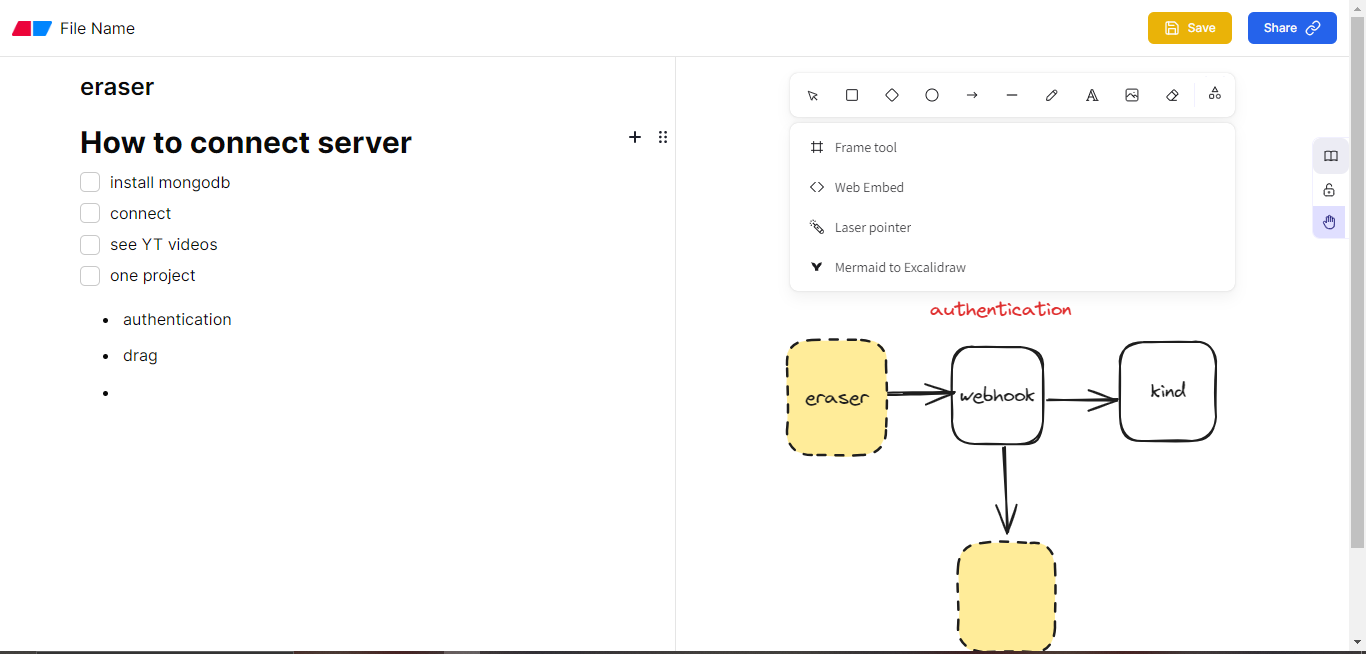 File Name
Save
Share
eraser
How to connect server
install mongodb
connect
see YT videos
one project
authentication
drag
Frame tool
Web Embed
Laser pointer
Mermaid to Excalidraw
authentication
eraser
webhook
kind